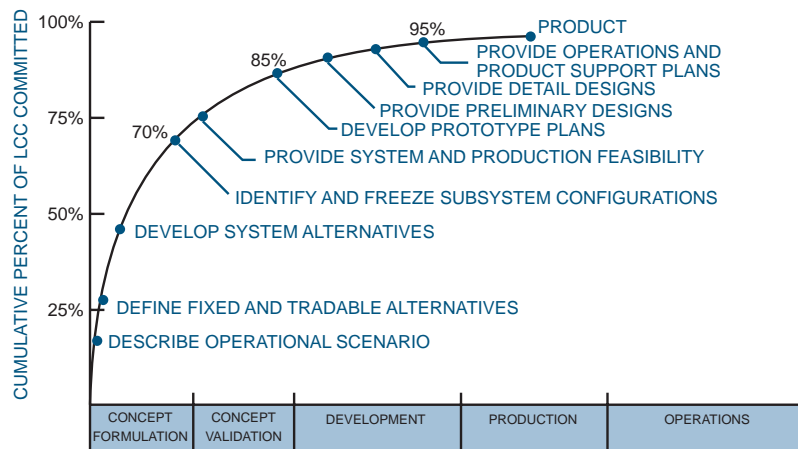 100%
PRODUCT
95%
PROVIDE OPERATIONS AND
PRODUCT SUPPORT PLANS
85%
PROVIDE DETAIL DESIGNS
PROVIDE PRELIMINARY DESIGNS
75%
70%
DEVELOP PROTOTYPE PLANS
PROVIDE SYSTEM AND PRODUCTION FEASIBILITY
IDENTIFY AND FREEZE SUBSYSTEM CONFIGURATIONS
50%
DEVELOP SYSTEM ALTERNATIVES
25%
DEFINE FIXED AND TRADABLE ALTERNATIVES
DESCRIBE OPERATIONAL SCENARIO
CUMULATIVE PERCENT OF LCC COMMITTED
CONCEPT
FORMULATION
CONCEPT
VALIDATION
DEVELOPMENT
PRODUCTION
OPERATIONS